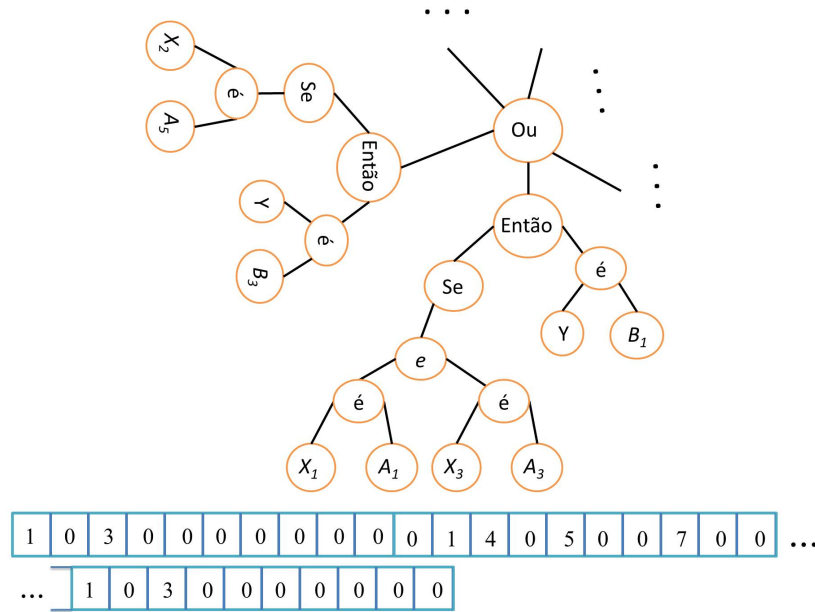 . . .
X2
é
Se
A5
Então
Ou
. . .
. . .
Y
é
B3
Então
Se
é
Y
B1
e
é
é
X1
A1
X3
A3
1 0 3 0 0 0 0 0 0 0 0 1 4 0 5 0 0 7 0 0 ...
... 1 0 3 0 0 0 0 0 0 0